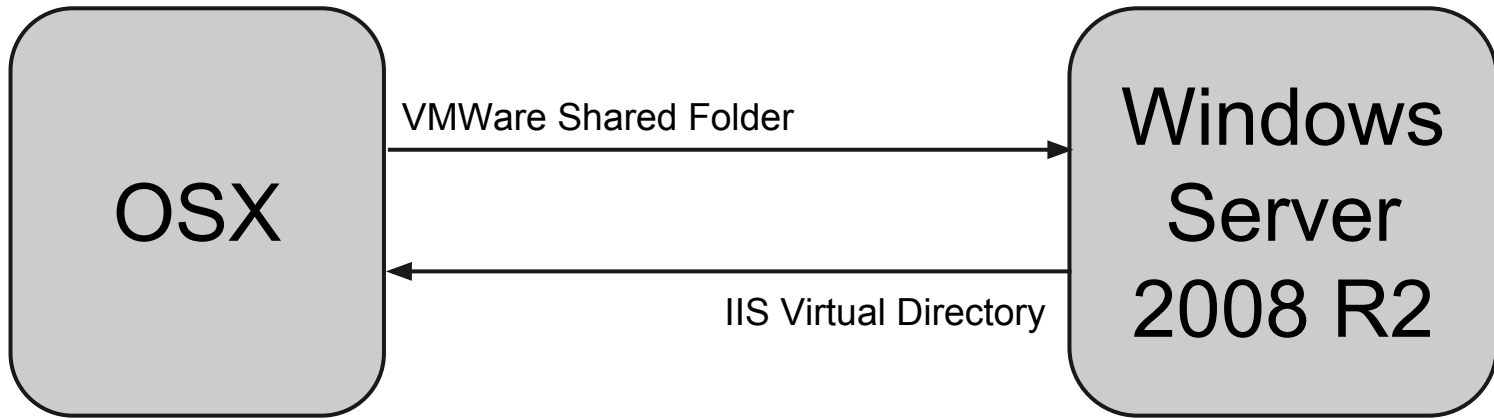 OSX
VMWare Shared Folder
IIS Virtual Directory
Windows
Server
2008 R2